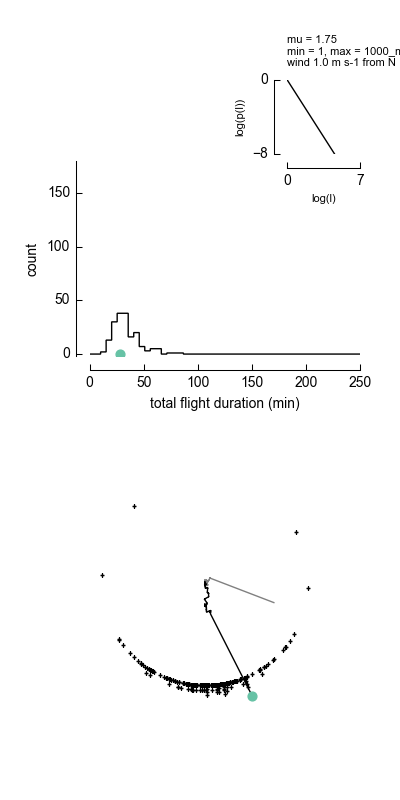 mu = 1.75
min = 1, max = 1000_m
wind 1.0 m s-1 from N
0
log(p(l))
−8
0
7
log(l)
150
100
50
0
count
0
50
100
150
200
250
total flight duration (min)